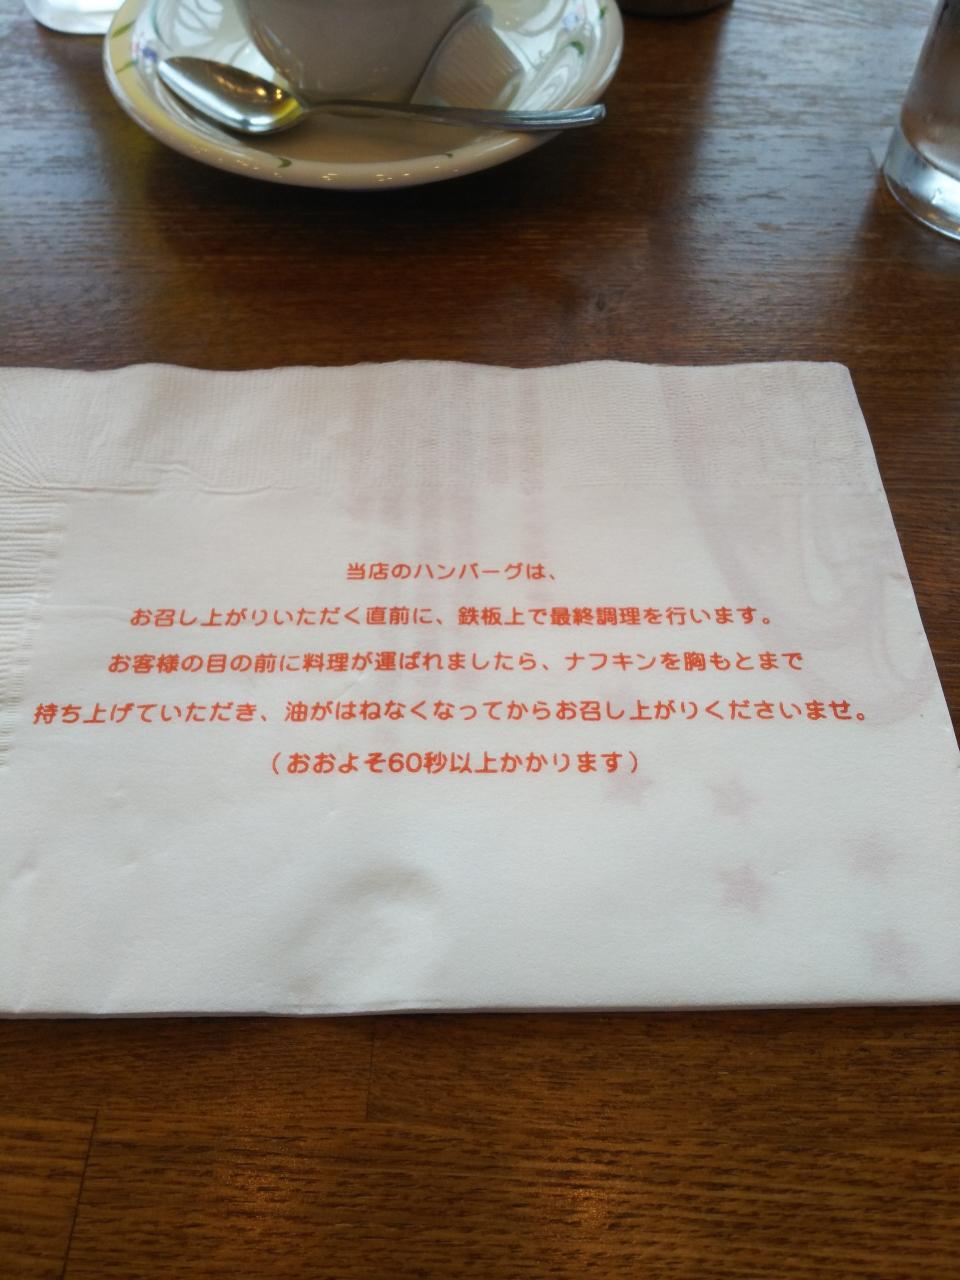 当店のハンバーグは、
お召し上がりいただく直前に、鉄板上で最終調理を行います。
お客様の目の前に料理が運ばれましたら、ナフキンを胸もとまで
持ち上げていただき、油がはねなくなってからお召し上がりくださいませ。
（おおよそ60秒以上かかります）